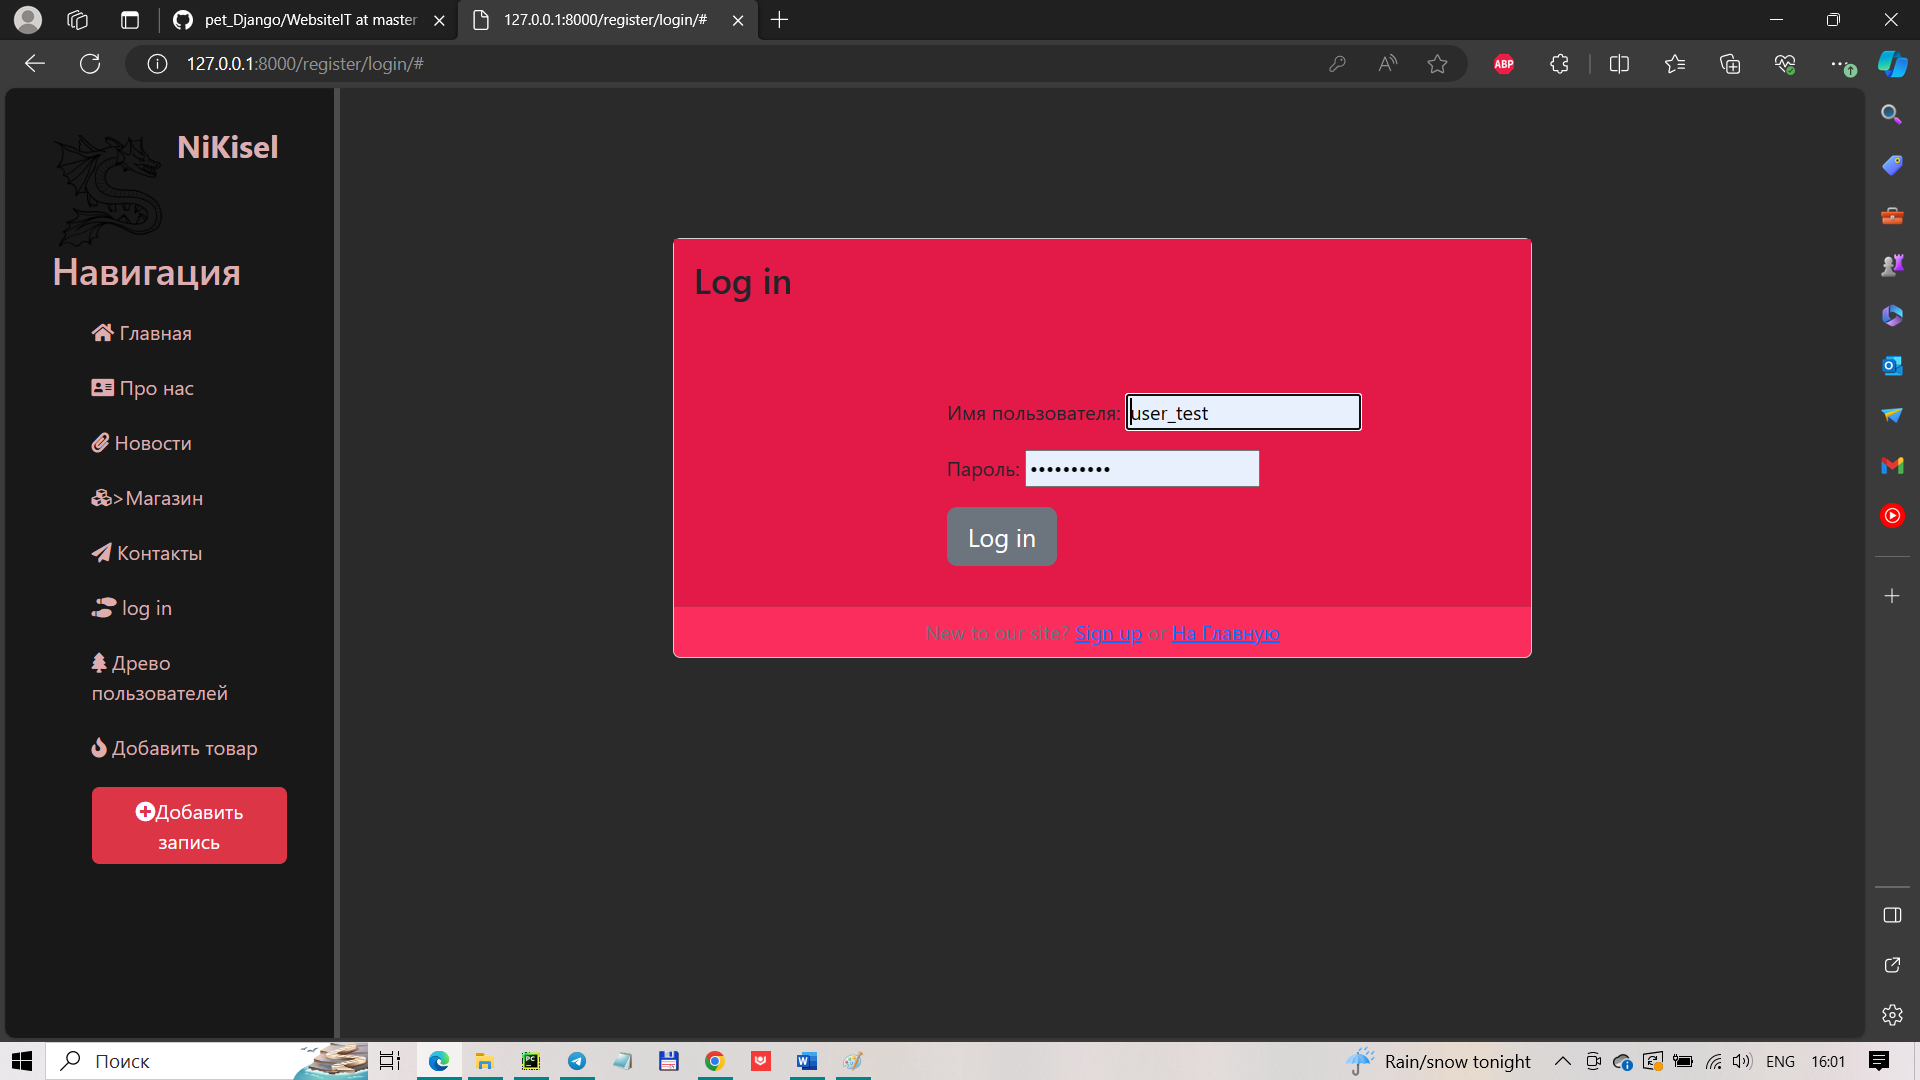 pet_Django/WebsiteIT at master
127.0.0.1:8000/register/login/#
127.0.0.1:8000/register/login/#
ABP
NiKisel
Навигация
Главная
Про нас
Новости
>Магазин
Контакты
log in
Древо
пользователей
Добавить товар
Добавить
запись
Log in
Имя пользователя: user_test
Пароль: ••••••••••
Log in
New to our site? Sign up or На Главную
Поиск
Rain/snow tonight
ENG
16:01